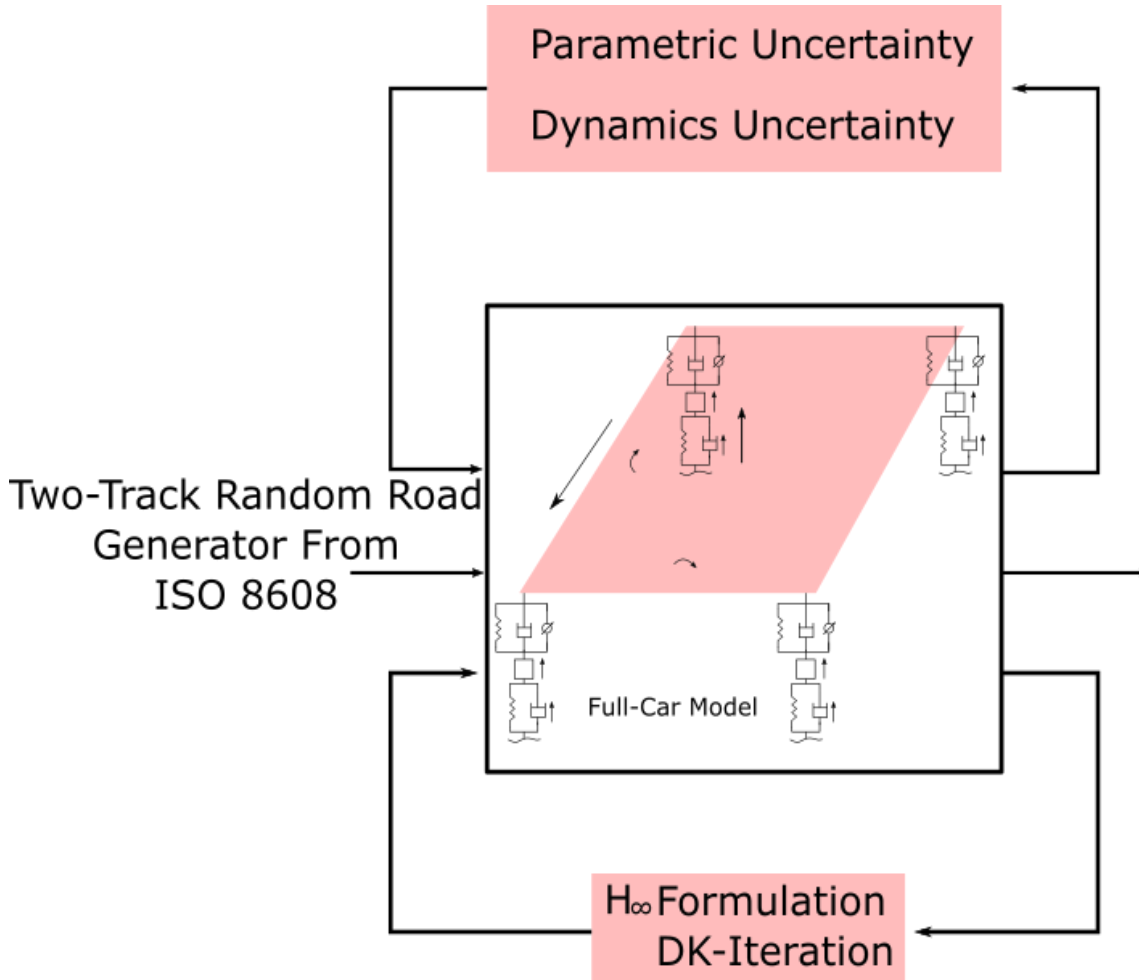 Parametric Uncertainty
Dynamics Uncertainty
Two-Track Random Road
Generator From
ISO 8608
Full-Car Model
H∞ Formulation
DK-Iteration